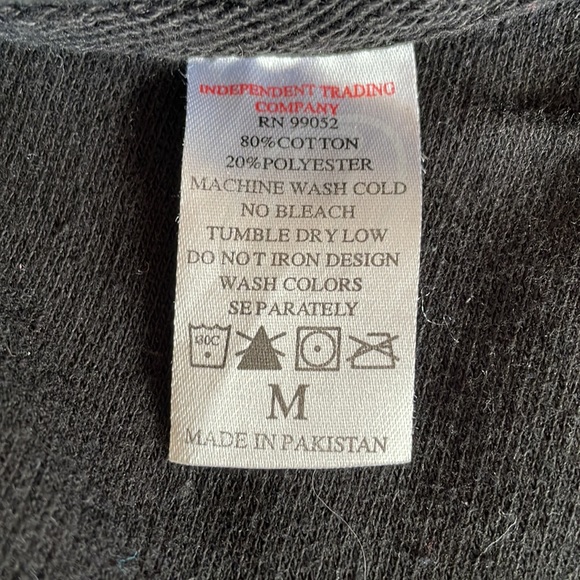 INDEPENDENT TRADING
COMPANY
RN 99052
80%COTTON
20%POLYESTER
MACHINE WASH COLD
NO BLEACH
TUMBLE DRY LOW
DO NOT IRON DESIGN
WASH COLORS
SEPARATELY
30C
M
MADE IN PAKISTAN